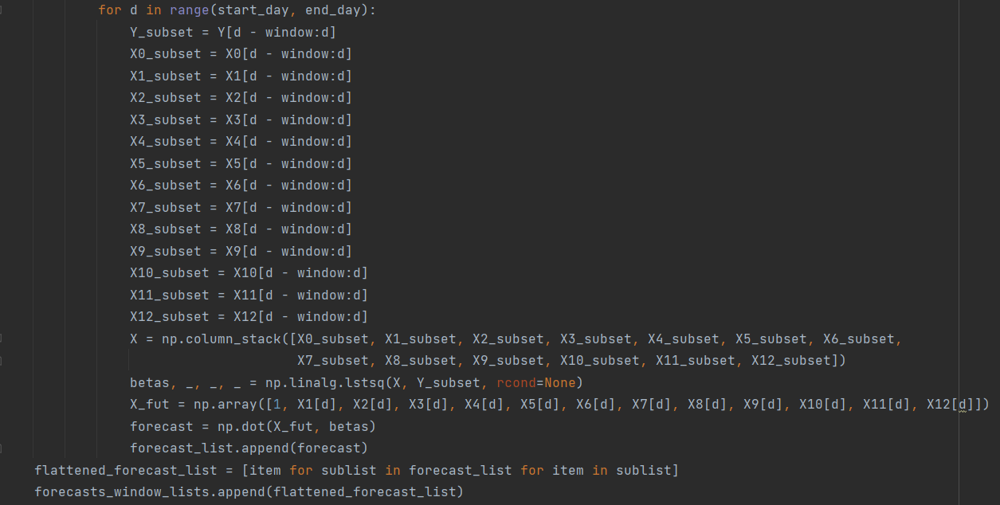 for d in range(start_day, end_day):
Y_subset = Y[d - window:d]
X0_subset = X0[d - window:d]
X1_subset = X1[d - window:d]
X2_subset = X2[d - window:d]
X3_subset = X3[d - window:d]
X4_subset = X4[d - window:d]
X5_subset = X5[d - window:d]
X6_subset = X6[d - window:d]
X7_subset = X7[d - window:d]
X8_subset = X8[d - window:d]
X9_subset = X9[d - window:d]
X10_subset = X10[d - window:d]
X11_subset = X11[d - window:d]
X12_subset = X12[d - window:d]
X = np.column_stack([X0_subset, X1_subset, X2_subset, X3_subset, X4_subset, X5_subset, X6_subset,
X7_subset, X8_subset, X9_subset, X10_subset, X11_subset, X12_subset])
betas, _, _, _ = np.linalg.lstsq(X, Y_subset, rcond=None)
X_fut = np.array([1, X1[d], X2[d], X3[d], X4[d], X5[d], X6[d], X7[d], X8[d], X9[d], X10[d], X11[d], X12[d]])
forecast = np.dot(X_fut, betas)
forecast_list.append(forecast)
flattened_forecast_list = [item for sublist in forecast_list for item in sublist]
forecasts_window_lists.append(flattened_forecast_list)